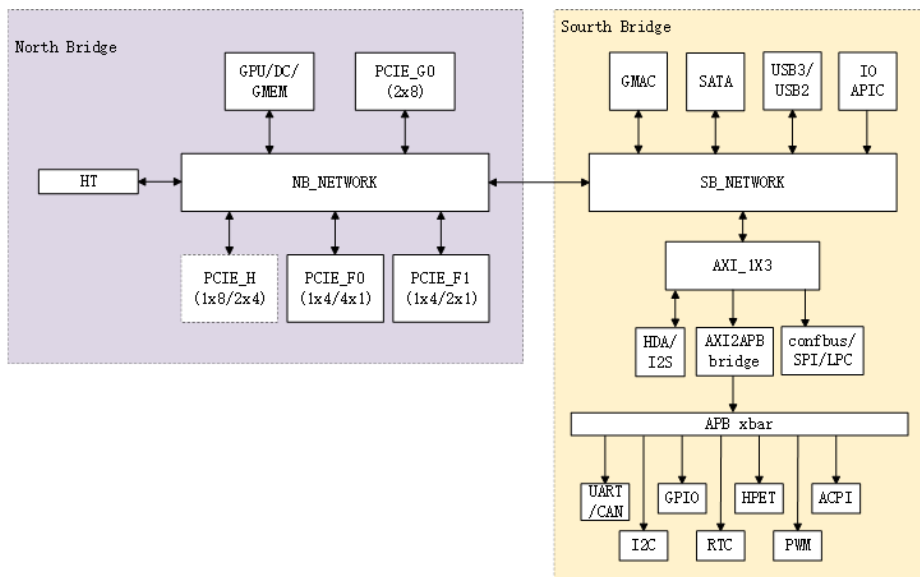 North Bridge
GPU/DC/
GMEM
PCIE_G0
(2x8)
HT
NB_NETWORK
PCIE_H
(1x8/2x4)
PCIE_F0
(1x4/4x1)
PCIE_F1
(1x4/2x1)
Sourth Bridge
GMAC
SATA
USB3/
USB2
IO
APIC
SB_NETWORK
AXI_1X3
HDA/
I2S
AXI2APB
bridge
confbus/
SPI/LPC
APB xbar
UART
/CAN
GPIO
HPET
ACPI
I2C
RTC
PWM